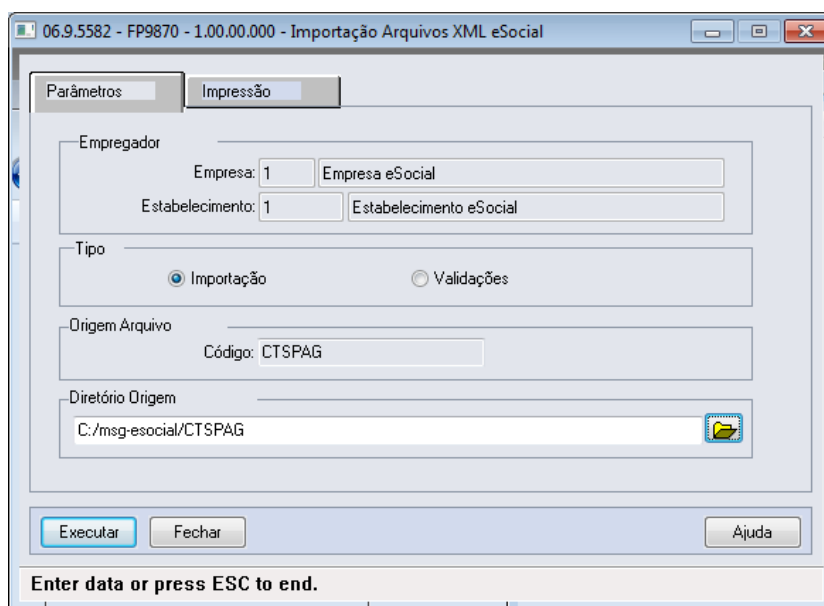 06.9.5582 - FP9870 - 1.00.00.000 - Importação Arquivos XML eSocial
Parâmetros Impressão
Empregador
Empresa: 1 Empresa eSocial
Estabelecimento: 1 Estabelecimento eSocial
Tipo
Importação Validações
Origem Arquivo
Código: CTSPAG
Diretório Origem
C:/msg-esocial/CTSPAG
Executar Fechar Ajuda
Enter data or press ESC to end.